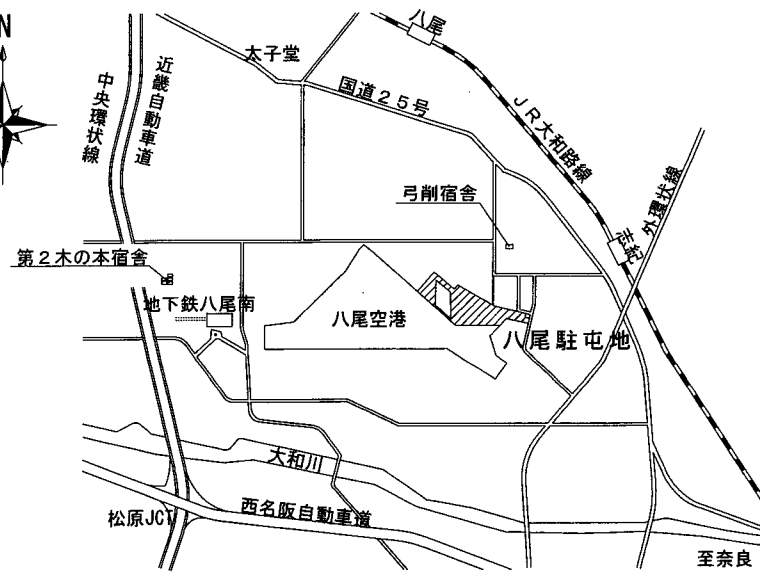 N
八尾
太子堂
国道25号
近畿自動車道
中央環状線
JR大和路線
外環状線
弓削宿舎
志紀
第2木の本宿舎
地下鉄八尾南
八尾空港
八尾駐屯地
大和川
松原JCT
西名阪自動車道
至奈良